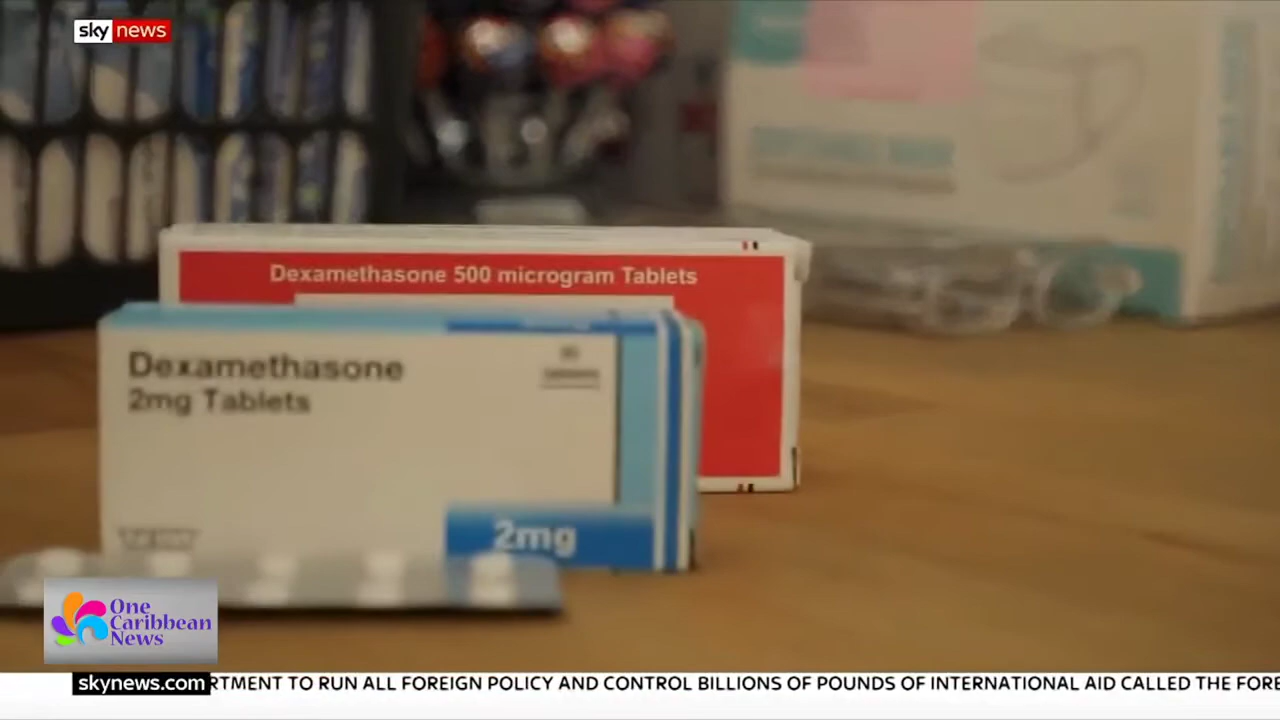 sky news
Dexamethasone 500 microgram Tablets
Dexamethasone
2mg Tablets
2mg
One
Caribbean
News
skynews.com
RTMENT TO RUN ALL FOREIGN POLICY AND CONTROL BILLIONS OF POUNDS OF INTERNATIONAL AID CALLED THE FORE